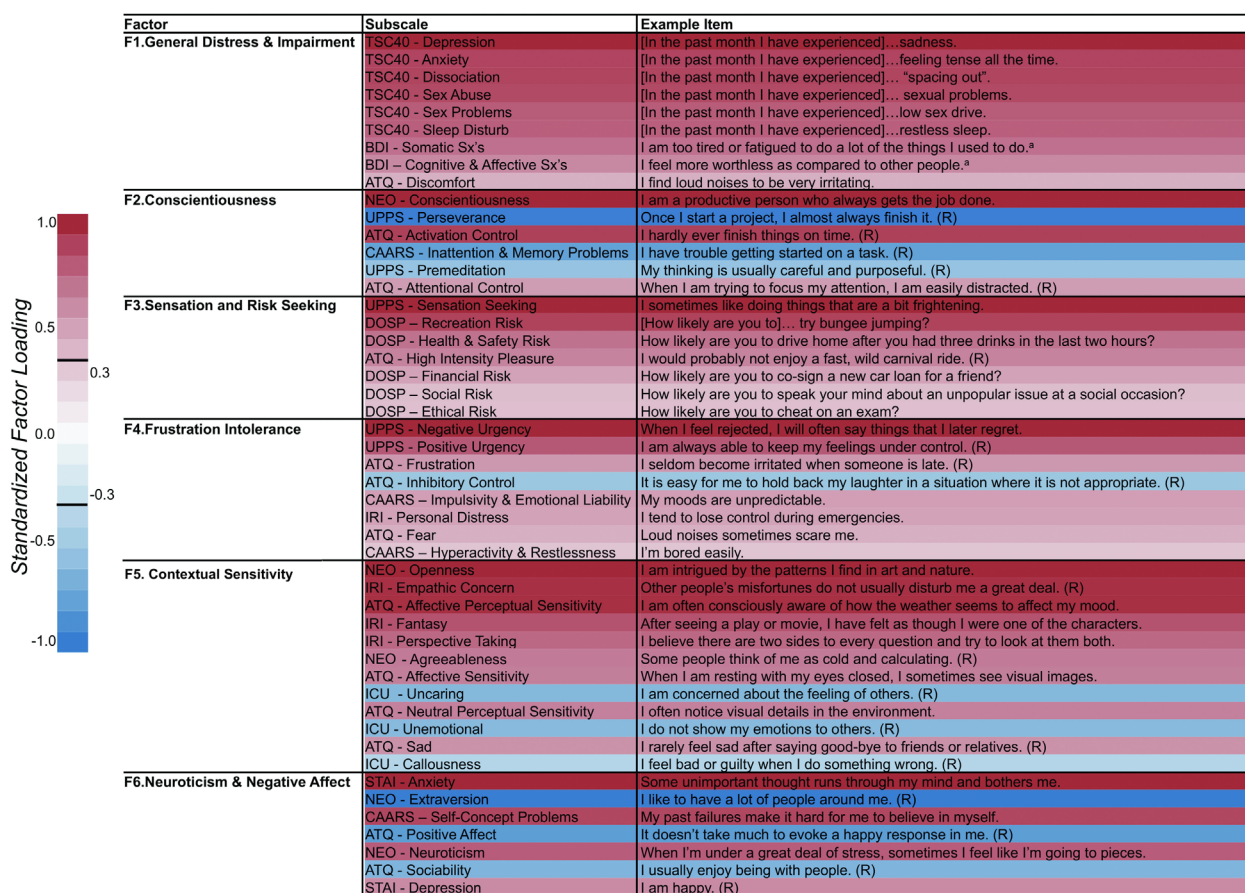 Factor Subscale Example Item
F1.General Distress & Impairment TSC40 - Depression [In the past month I have experienced]…sadness.
TSC40 - Anxiety [In the past month I have experienced]…feeling tense all the time.
TSC40 - Dissociation [In the past month I have experienced]… “spacing out”.
TSC40 - Sex Abuse [In the past month I have experienced]… sexual problems.
TSC40 - Sex Problems [In the past month I have experienced]…low sex drive.
TSC40 - Sleep Disturb [In the past month I have experienced]…restless sleep.
BDI - Somatic Sx’s I am too tired or fatigued to do a lot of the things I used to do.ª
BDI – Cognitive & Affective Sx’s I feel more worthless as compared to other people.ª
ATQ - Discomfort I find loud noises to be very irritating.
F2.Conscientiousness NEO - Conscientiousness I am a productive person who always gets the job done.
UPPS - Perseverance Once I start a project, I almost always finish it. (R)
ATQ - Activation Control I hardly ever finish things on time. (R)
CAARS - Inattention & Memory Problems I have trouble getting started on a task. (R)
UPPS - Premeditation My thinking is usually careful and purposeful. (R)
ATQ - Attentional Control When I am trying to focus my attention, I am easily distracted. (R)
F3.Sensation and Risk Seeking UPPS - Sensation Seeking I sometimes like doing things that are a bit frightening.
DOSP – Recreation Risk [How likely are you to]… try bungee jumping?
DOSP - Health & Safety Risk How likely are you to drive home after you had three drinks in the last two hours?
ATQ - High Intensity Pleasure I would probably not enjoy a fast, wild carnival ride. (R)
DOSP – Financial Risk How likely are you to co-sign a new car loan for a friend?
DOSP – Social Risk How likely are you to speak your mind about an unpopular issue at a social occasion?
DOSP – Ethical Risk How likely are you to cheat on an exam?
F4.Frustration Intolerance UPPS - Negative Urgency When I feel rejected, I will often say things that I later regret.
UPPS - Positive Urgency I am always able to keep my feelings under control. (R)
ATQ - Frustration I seldom become irritated when someone is late. (R)
ATQ - Inhibitory Control It is easy for me to hold back my laughter in a situation where it is not appropriate. (R)
CAARS – Impulsivity & Emotional Liability My moods are unpredictable.
IRI - Personal Distress I tend to lose control during emergencies.
ATQ - Fear Loud noises sometimes scare me.
CAARS – Hyperactivity & Restlessness I’m bored easily.
F5. Contextual Sensitivity NEO - Openness I am intrigued by the patterns I find in art and nature.
IRI - Empathic Concern Other people’s misfortunes do not usually disturb me a great deal. (R)
ATQ - Affective Perceptual Sensitivity I am often consciously aware of how the weather seems to affect my mood.
IRI - Fantasy After seeing a play or movie, I have felt as though I were one of the characters.
IRI - Perspective Taking I believe there are two sides to every question and try to look at them both.
NEO - Agreeableness Some people think of me as cold and calculating. (R)
ATQ - Affective Sensitivity When I am resting with my eyes closed, I sometimes see visual images.
ICU - Uncaring I am concerned about the feeling of others. (R)
ATQ - Neutral Perceptual Sensitivity I often notice visual details in the environment.
ICU - Unemotional I do not show my emotions to others. (R)
ATQ - Sad I rarely feel sad after saying good-bye to friends or relatives. (R)
ICU - Callousness I feel bad or guilty when I do something wrong. (R)
F6.Neuroticism & Negative Affect STAI - Anxiety Some unimportant thought runs through my mind and bothers me.
NEO - Extraversion I like to have a lot of people around me. (R)
CAARS – Self-Concept Problems My past failures make it hard for me to believe in myself.
ATQ - Positive Affect It doesn’t take much to evoke a happy response in me. (R)
NEO - Neuroticism When I’m under a great deal of stress, sometimes I feel like I’m going to pieces.
ATQ - Sociability I usually enjoy being with people. (R)
STAI - Depression I am happy. (R)
Standardized Factor Loading
1.0
0.5
0.3
0.0
-0.3
-0.5
-1.0